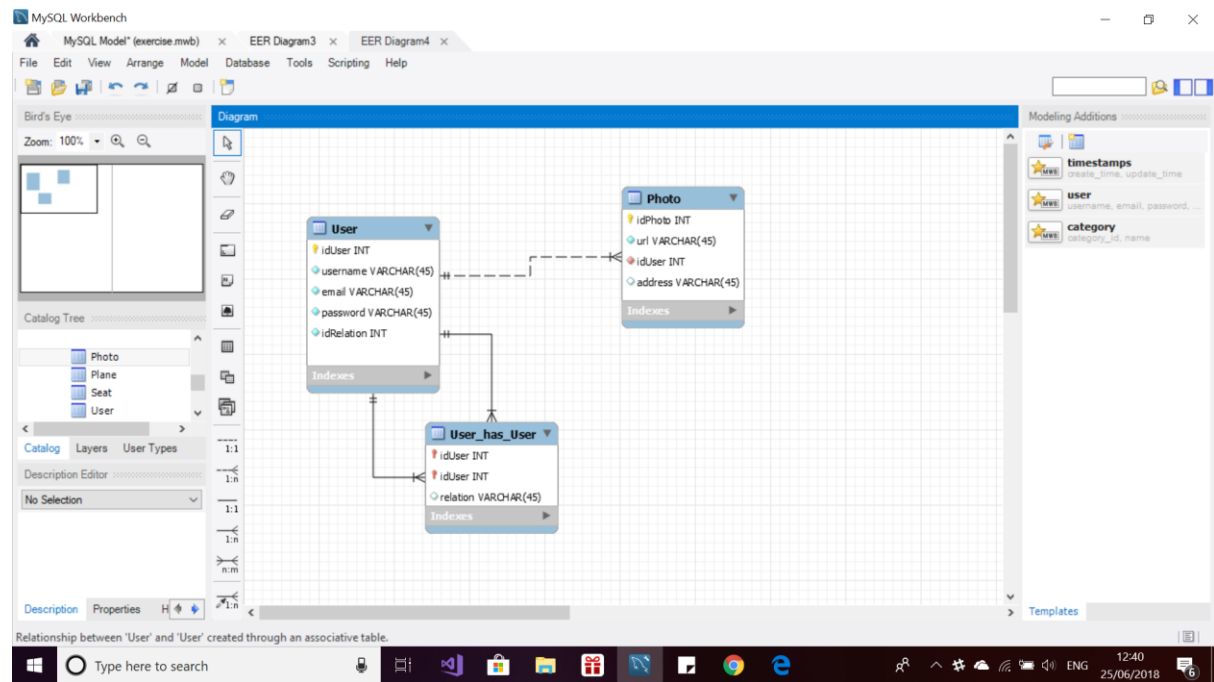 MySQL Workbench
MySQL Model* (exercise.mwb) × EER Diagram3 × EER Diagram4 ×
File Edit View Arrange Model Database Tools Scripting Help
Bird's Eye
Diagram
Modeling Additions
Zoom: 100%
timestamps
create_time, update_time
user
username, email, password, ...
category
category_id, name
Photo
idPhoto INT
url VARCHAR(45)
idUser INT
address VARCHAR(45)
Indexes
User
idUser INT
username VARCHAR(45)
email VARCHAR(45)
password VARCHAR(45)
idRelation INT
Indexes
User_has_User
idUser INT
idUser INT
relation VARCHAR(45)
Indexes
Catalog Tree
Photo
Plane
Seat
User
Catalog Layers User Types
Description Editor
No Selection
1:1
1:n
1:1
1:n
n:m
1:n
Description Properties H
Templates
Relationship between 'User' and 'User' created through an associative table.
Type here to search
ENG
12:40
25/06/2018
6